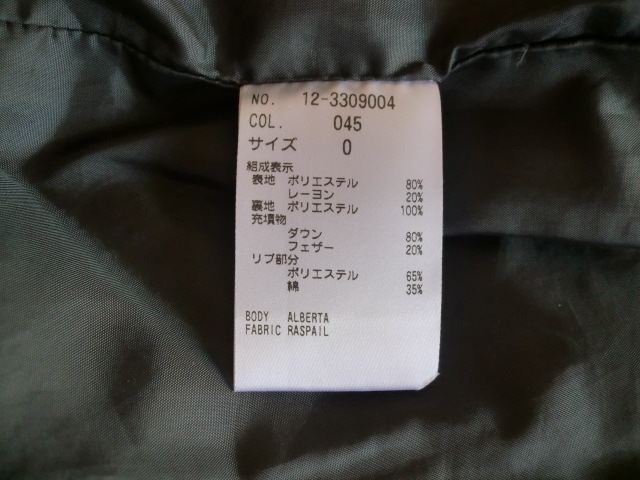 NO. 12-3309004
COL. 045
サイズ 0
組成表示
表地 ポリエステル 80%
レーヨン 20%
裏地 ポリエステル 100%
充填物
ダウン 80%
フェザー 20%
リブ部分
ポリエステル 65%
綿 35%
BODY ALBERTA
FABRIC RASPAIL